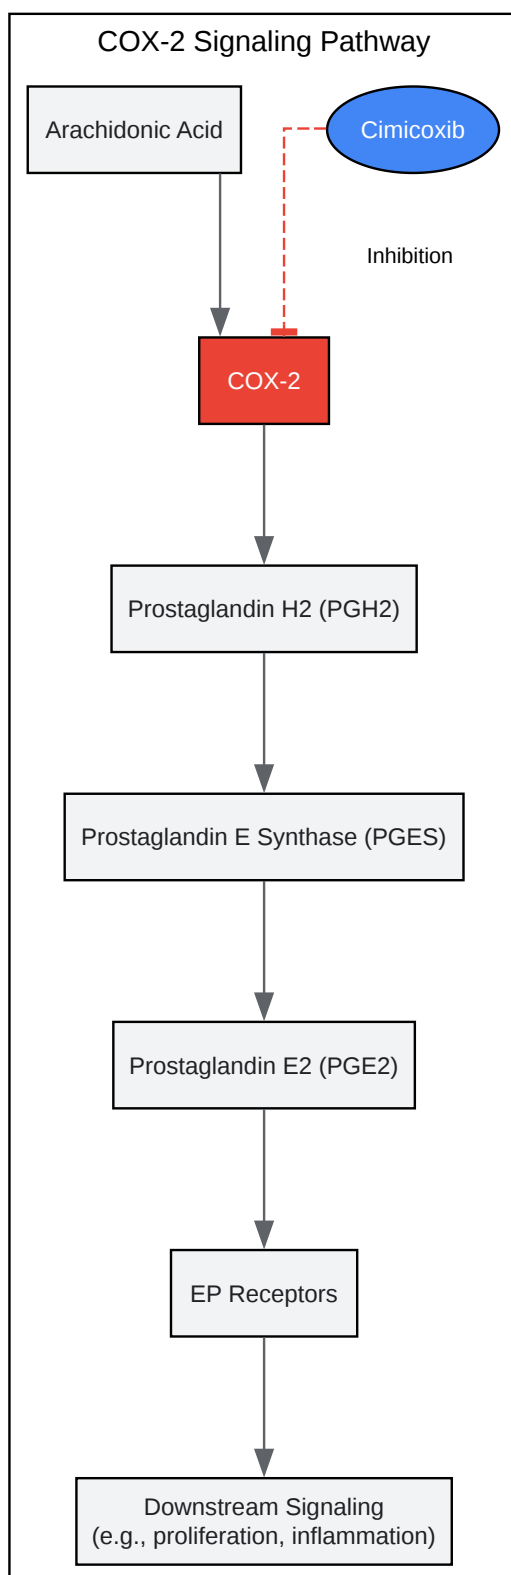 COX-2 Signaling Pathway
Arachidonic Acid
Cimicoxib
Inhibition
COX-2
Prostaglandin H2 (PGH2)
Prostaglandin E Synthase (PGES)
Prostaglandin E2 (PGE2)
EP Receptors
Downstream Signaling
(e.g., proliferation, inflammation)